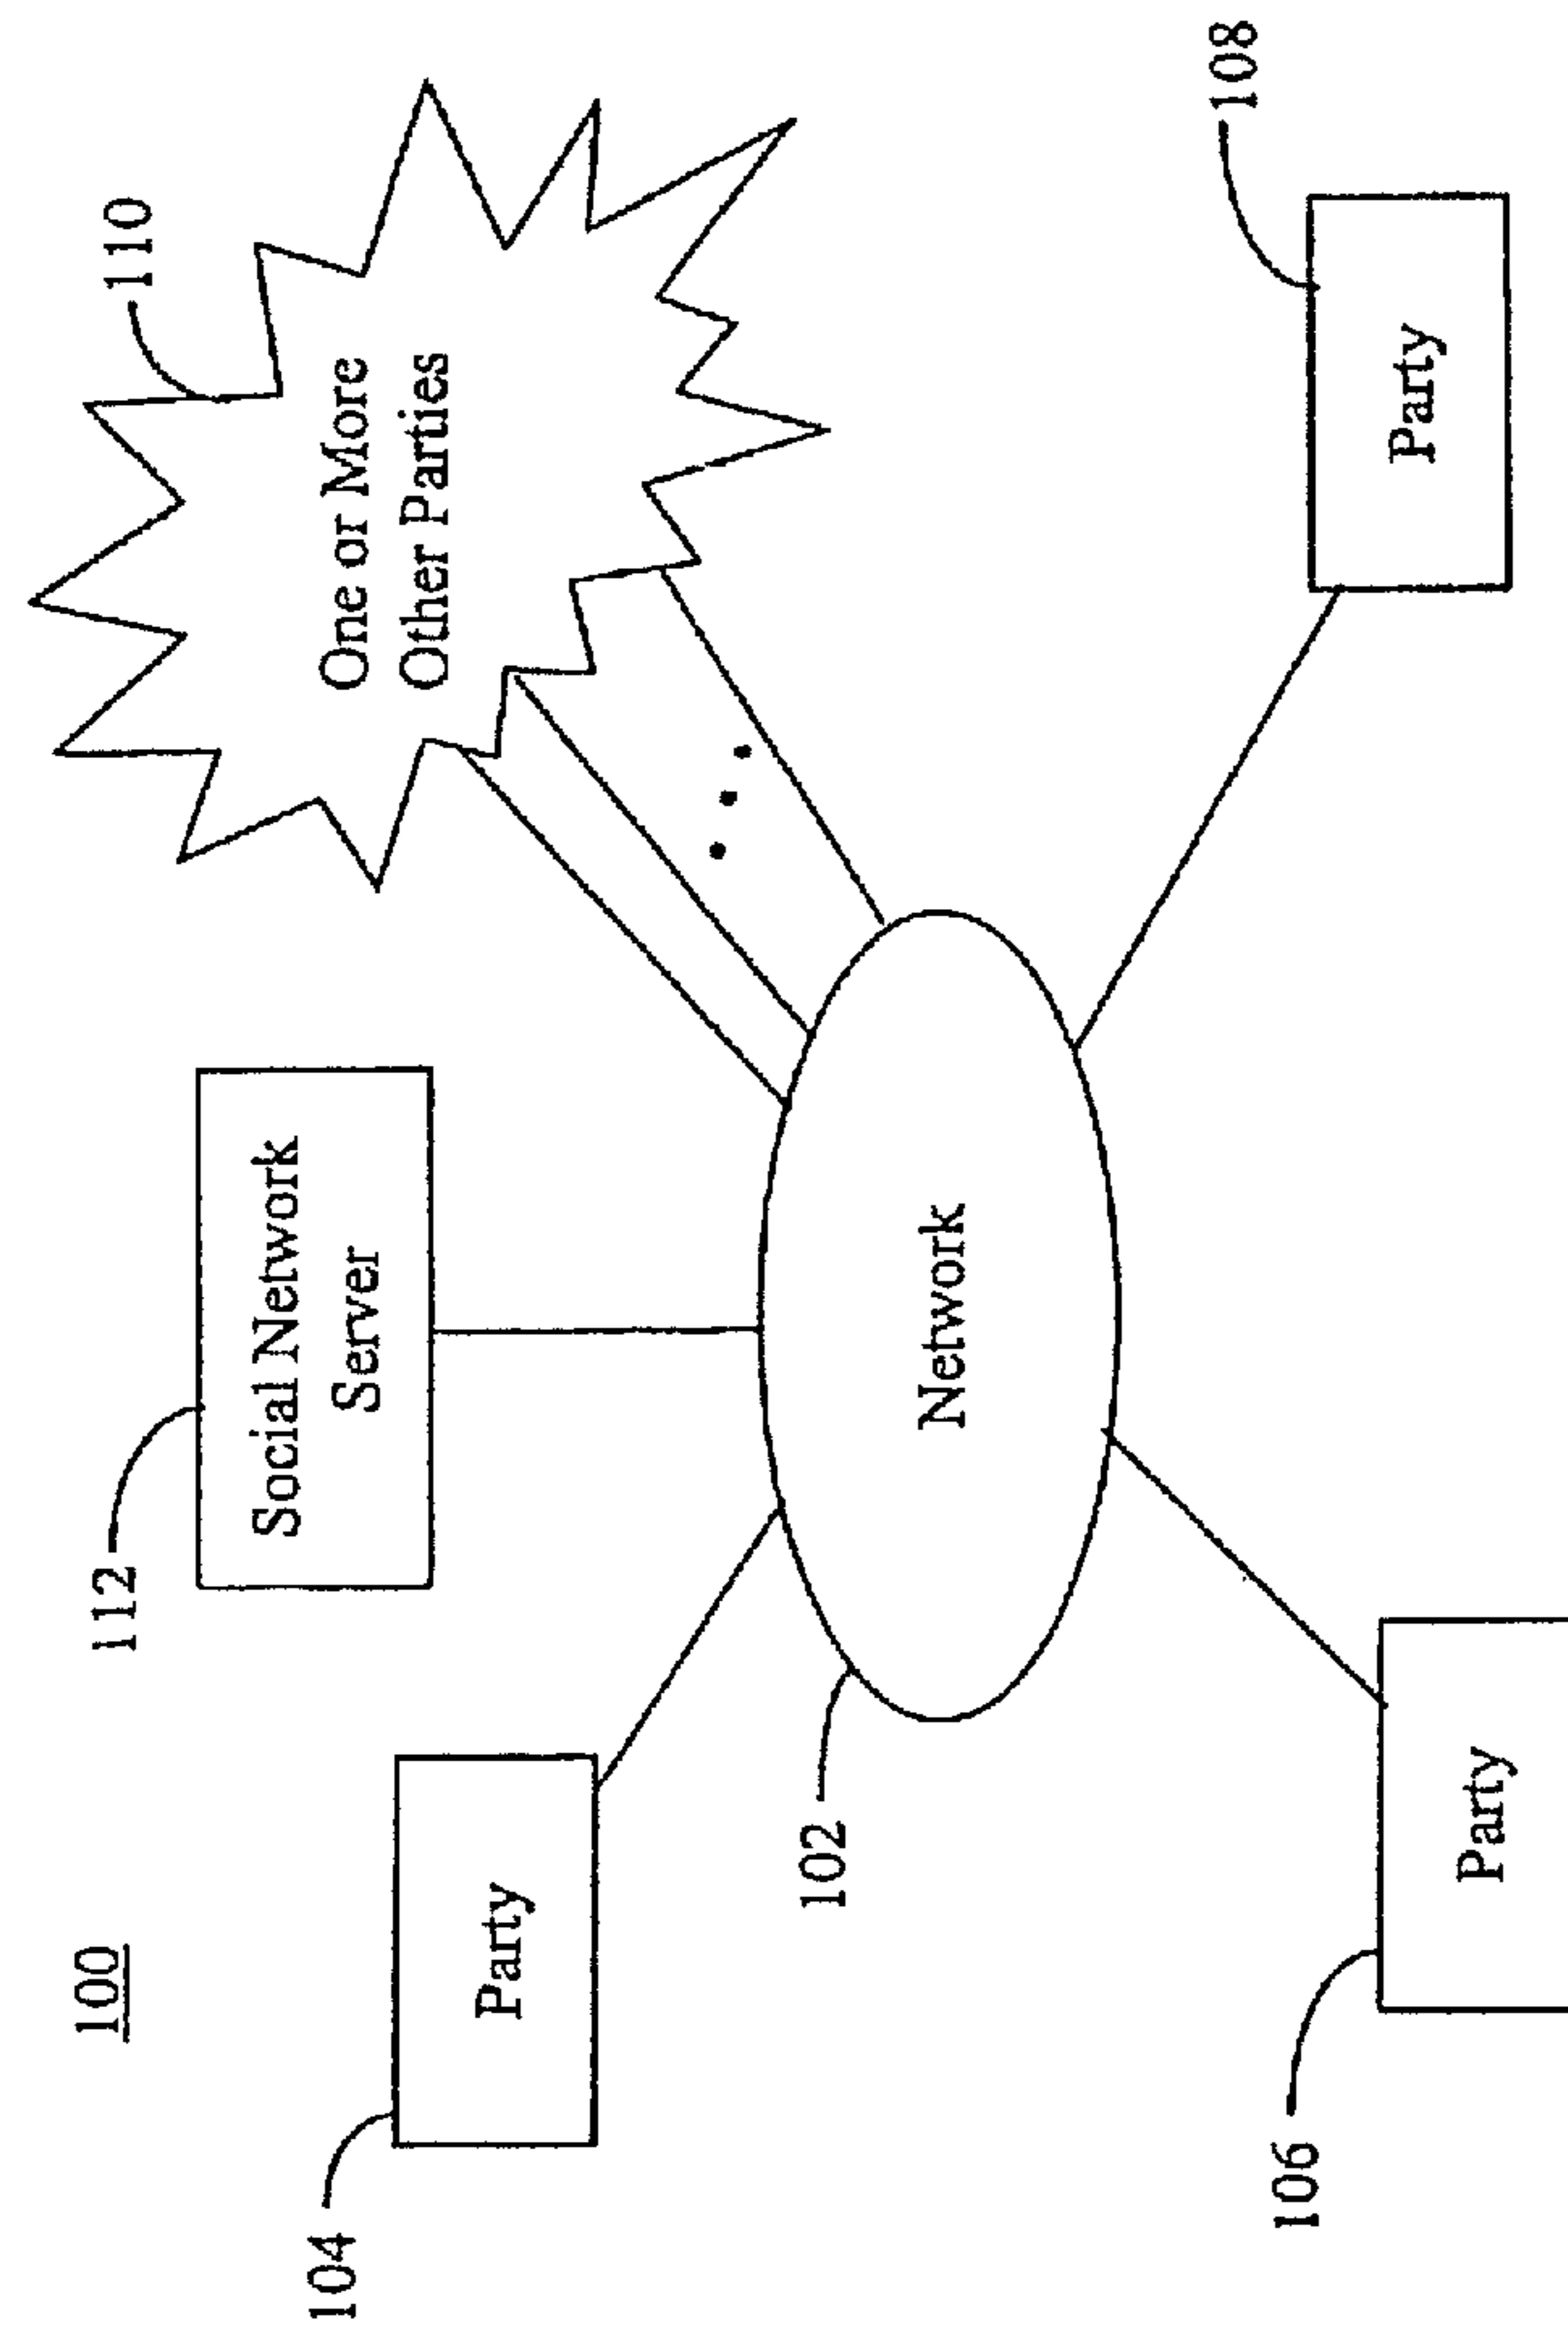 100
112
110
Social Network
Server
One or More
Other Parties
104
Party
102
Network
106
Party
108
Party